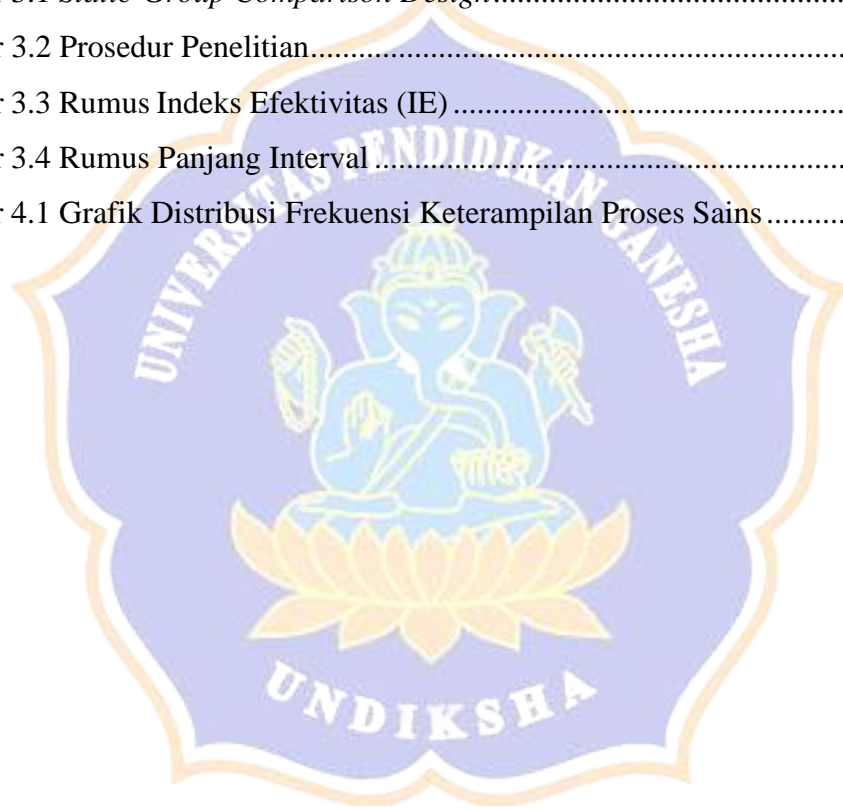 r 3.1 Static-Group Comparison Design
r 3.2 Prosedur Penelitian
r 3.3 Rumus Indeks Efektivitas (IE)
r 3.4 Rumus Panjang Interval
r 4.1 Grafik Distribusi Frekuensi Keterampilan Proses Sains
UNIVERSITAS PENDIDIKAN GANESHA
UNDIKSHA